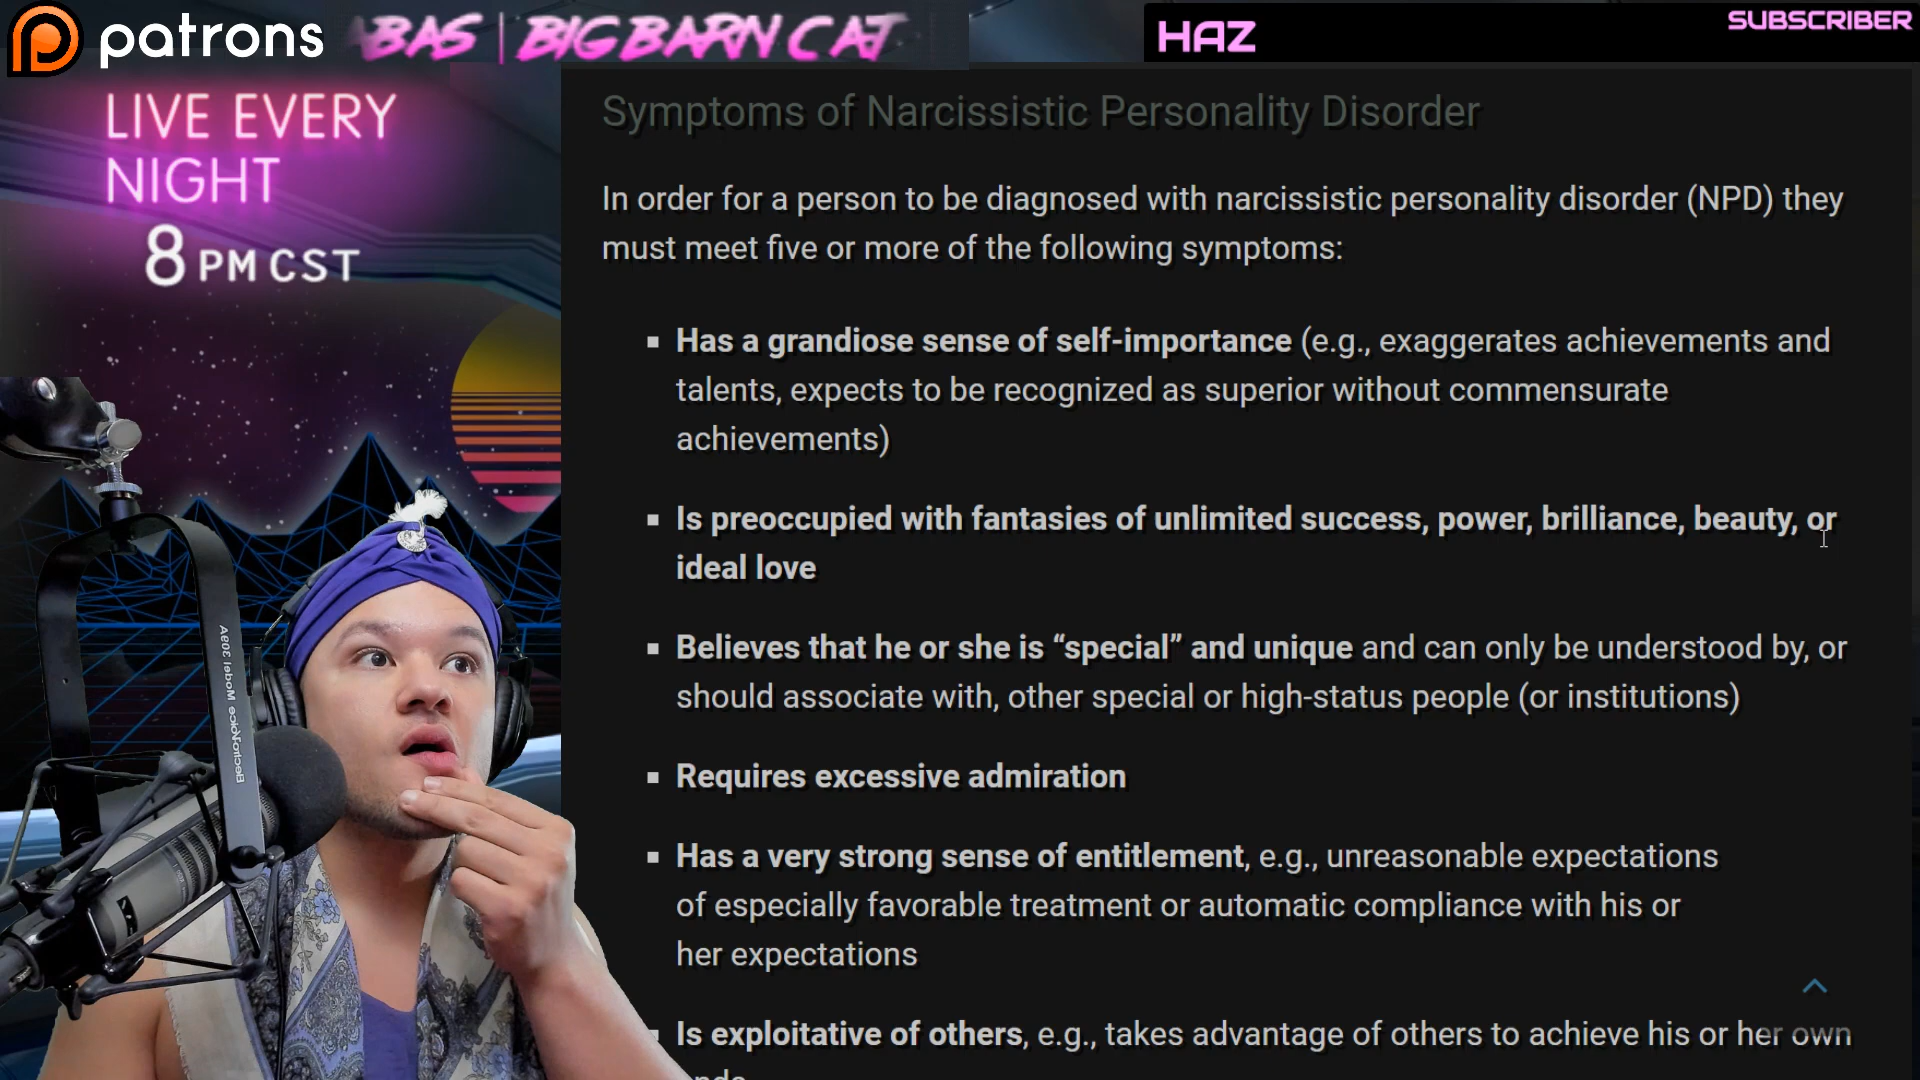 patrons
BAS | BIG BARN CAT
HAZ
SUBSCRIBER
LIVE EVERY
NIGHT
8 PM CST
Symptoms of Narcissistic Personality Disorder
In order for a person to be diagnosed with narcissistic personality disorder (NPD) they
must meet five or more of the following symptoms:
▪ Has a grandiose sense of self-importance (e.g., exaggerates achievements and
talents, expects to be recognized as superior without commensurate
achievements)
▪ Is preoccupied with fantasies of unlimited success, power, brilliance, beauty, or
ideal love
▪ Believes that he or she is “special” and unique and can only be understood by, or
should associate with, other special or high-status people (or institutions)
▪ Requires excessive admiration
▪ Has a very strong sense of entitlement, e.g., unreasonable expectations
of especially favorable treatment or automatic compliance with his or
her expectations
▪ Is exploitative of others, e.g., takes advantage of others to achieve his or her own